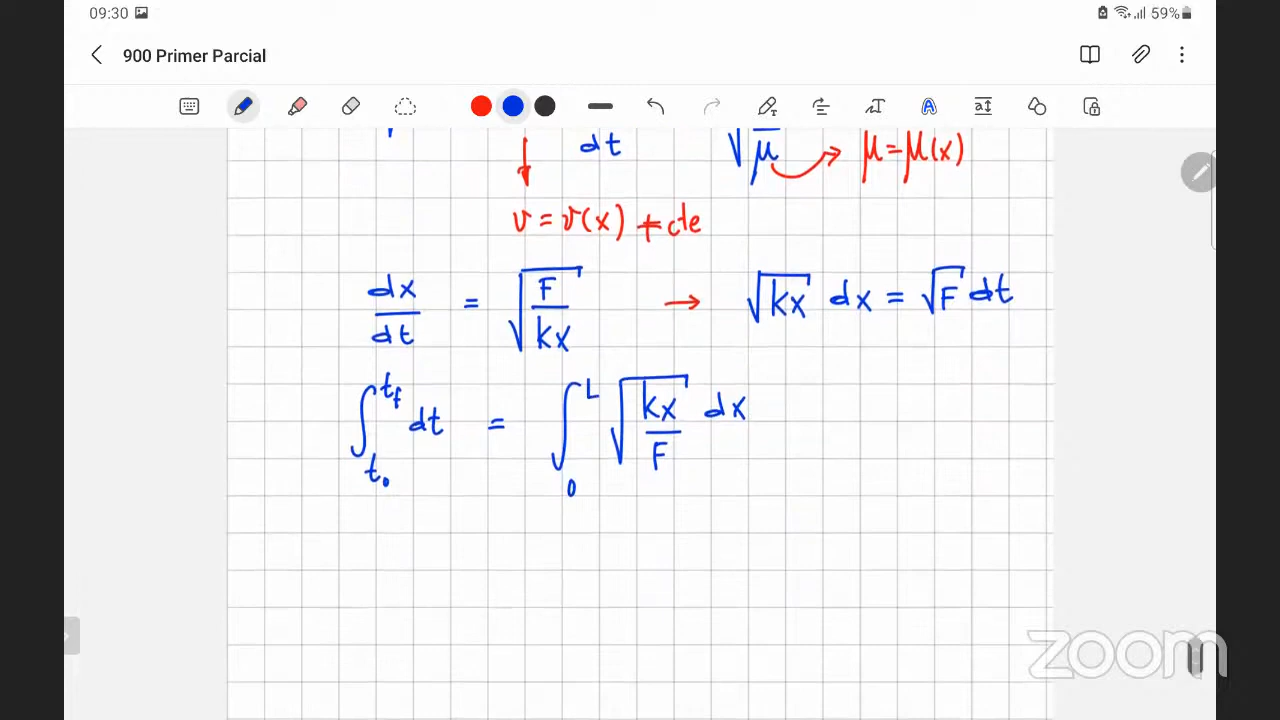 09:30 59%
900 Primer Parcial
dt √μ → μ=μ(x)
v = v(x) ≠ cte
dx/dt = √(F/kx) → √kx dx = √F dt
∫_{t₀}^{t_f} dt = ∫_0^L √(kx/F) dx
zoom